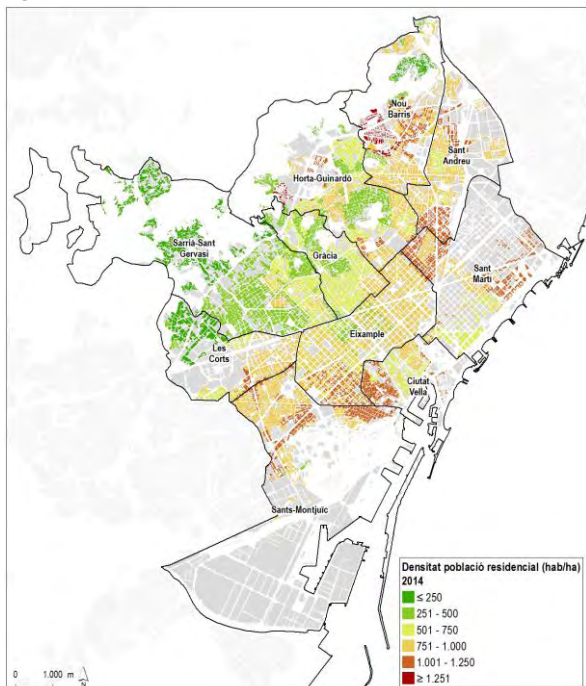 Nou
Barris
Sant
Andreu
Horta-Guinardó
Sarrià-Sant
Gervasi
Gràcia
Sant
Martí
Eixample
Les
Corts
Ciutat
Vella
Sants-Montjuïc
Densitat població residencial (hab/ha)
2014
≤ 250
251 - 500
501 - 750
751 - 1.000
1.001 - 1.250
≥ 1.251
0 1.000 m
N